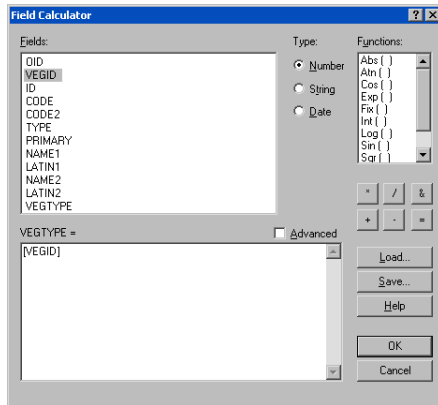 Field Calculator
Fields:
Type:
Functions:
OID
VEGID
ID
CODE
CODE2
TYPE
PRIMARY
NAME1
LATIN1
NAME2
LATIN2
VEGTYPE
Number
String
Date
Abs ( )
Atn ( )
Cos ( )
Exp ( )
Fix ( )
Int ( )
Log ( )
Sin ( )
Sqr ( )
* / &
+ - =
VEGTYPE =
Advanced
[VEGID]
Load...
Save...
Help
OK
Cancel